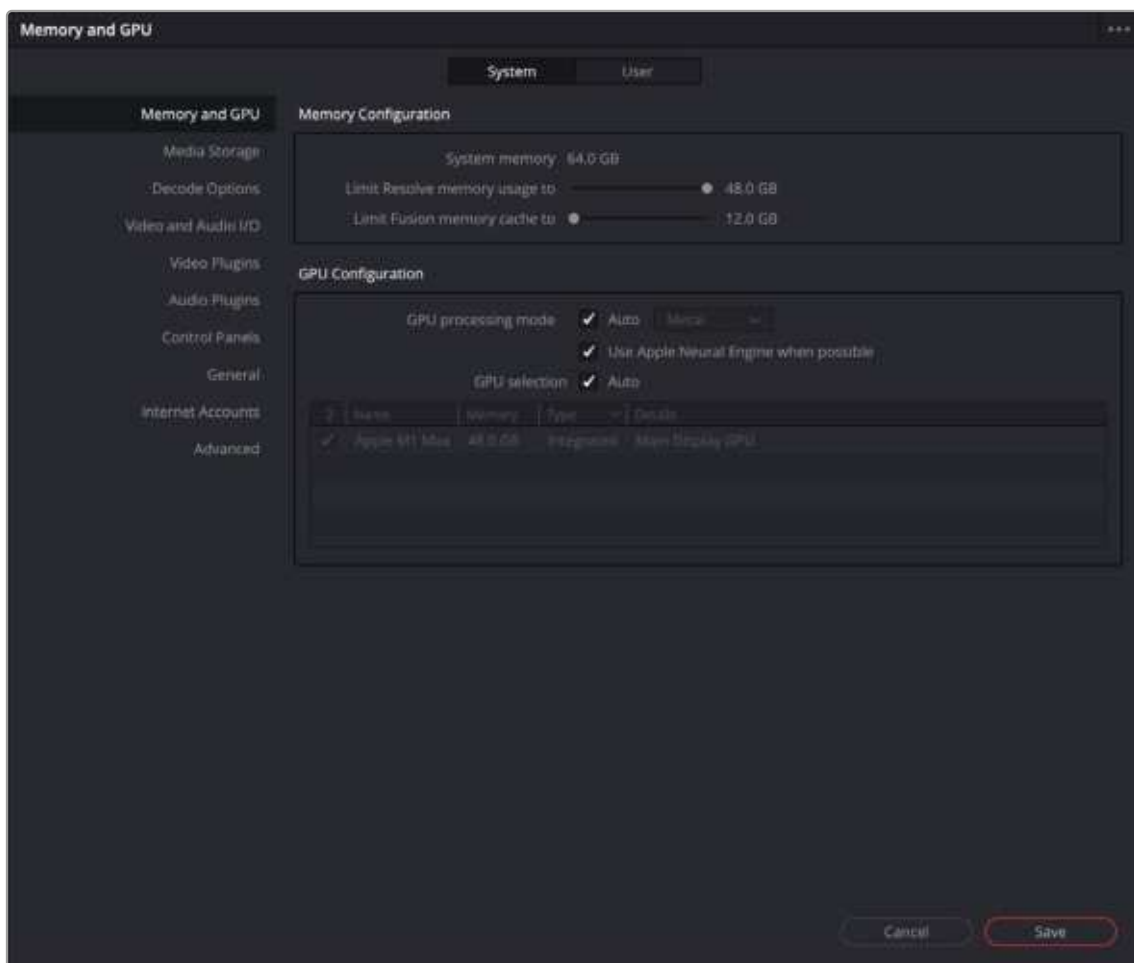 Memory and GPU
System User
Memory and GPU
Media Storage
Decode Options
Video and Audio I/O
Video Plugins
Audio Plugins
Control Panels
General
Internet Accounts
Advanced
Memory Configuration
System memory 64.0 GB
Limit Resolve memory usage to 48.0 GB
Limit Fusion memory cache to 12.0 GB
GPU Configuration
GPU processing mode Auto Metal
Use Apple Neural Engine when possible
GPU selection Auto
Name Memory Type Details
Apple M1 Max 48.0 GB Integrated Main Display GPU
Cancel Save